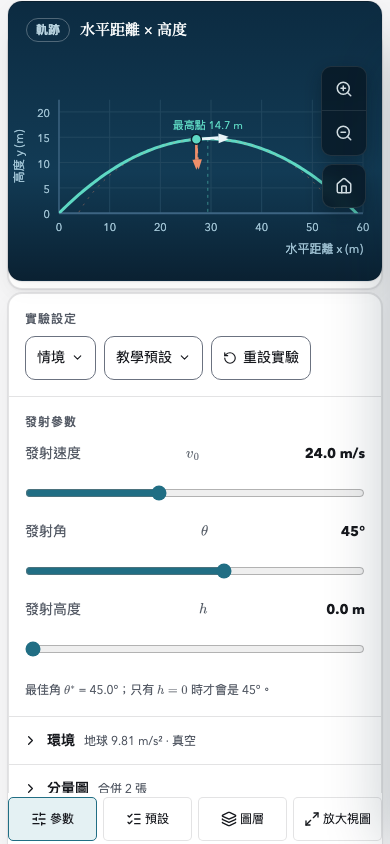 軌跡 水平距離 × 高度
高度 y (m)
20
15
10
5
0
最高點 14.7 m
0 10 20 30 40 50 60
水平距離 x (m)
實驗設定
情境 教學預設 重設實驗
發射參數
發射速度 v₀ 24.0 m/s
發射角 θ 45°
發射高度 h 0.0 m
最佳角 θ* = 45.0°；只有 h = 0 時才會是 45°。
環境 地球 9.81 m/s² · 真空
分量圖 合併 2 張
參數 預設 圖層 放大視圖